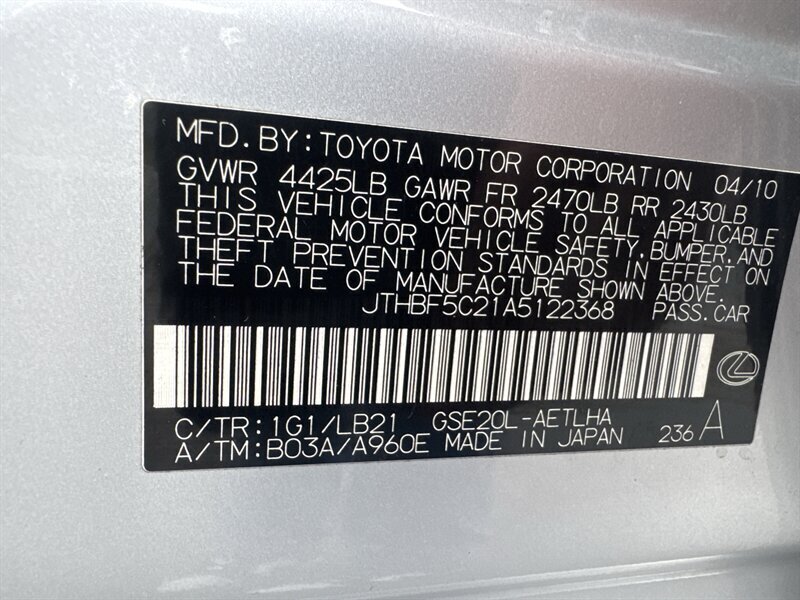 MFD. BY: TOYOTA MOTOR CORPORATION 04/10
GVWR 4425LB GAWR FR 2470LB RR 2430LB
THIS VEHICLE CONFORMS TO ALL APPLICABLE
FEDERAL MOTOR VEHICLE SAFETY, BUMPER, AND
THEFT PREVENTION STANDARDS IN EFFECT ON
THE DATE OF MANUFACTURE SHOWN ABOVE.
JTHBF5C21A5122368 PASS. CAR
C/TR: 1G1/LB21 GSE20L-AETLHA
A/TM: B03A/A960E MADE IN JAPAN 236 A